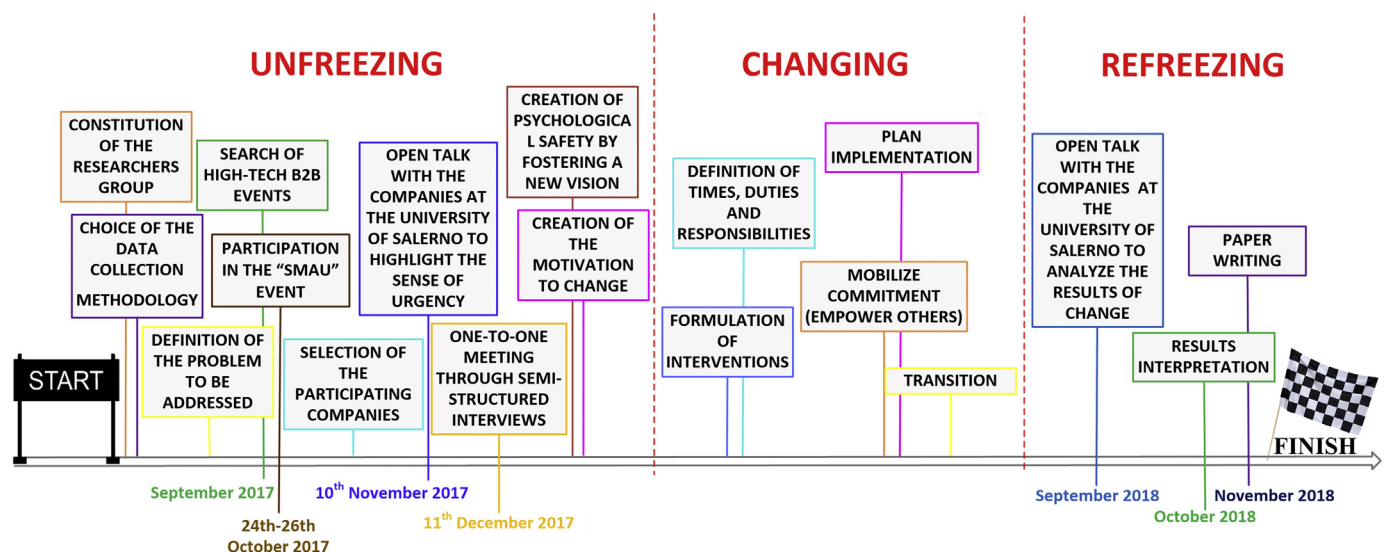 UNFREEZING
CHANGING
REFREEZING
START
CONSTITUTION
OF THE
RESEARCHERS
GROUP
CHOICE OF THE
DATA
COLLECTION
METHODOLOGY
DEFINITION OF
THE PROBLEM
TO BE
ADDRESSED
SEARCH OF
HIGH-TECH B2B
EVENTS
PARTICIPATION
IN THE “SMAU”
EVENT
SELECTION OF
THE
PARTICIPATING
COMPANIES
OPEN TALK
WITH THE
COMPANIES AT
THE UNIVERSITY
OF SALERNO TO
HIGHLIGHT THE
SENSE OF
URGENCY
ONE-TO-ONE
MEETING
THROUGH SEMI-
STRUCTURED
INTERVIEWS
CREATION OF
PSYCHOLOGICA
L SAFETY BY
FOSTERING A
NEW VISION
CREATION OF
THE
MOTIVATION
TO CHANGE
DEFINITION OF
TIMES, DUTIES
AND
RESPONSIBILITIES
FORMULATION
OF
INTERVENTIONS
PLAN
IMPLEMENTATION
MOBILIZE
COMMITMENT
(EMPOWER OTHERS)
TRANSITION
OPEN TALK
WITH THE
COMPANIES AT
THE
UNIVERSITY OF
SALERNO TO
ANALYZE THE
RESULTS OF
CHANGE
PAPER
WRITING
RESULTS
INTERPRETATION
FINISH
September 2017
24th-26th
October 2017
10th November 2017
11th December 2017
September 2018
October 2018
November 2018